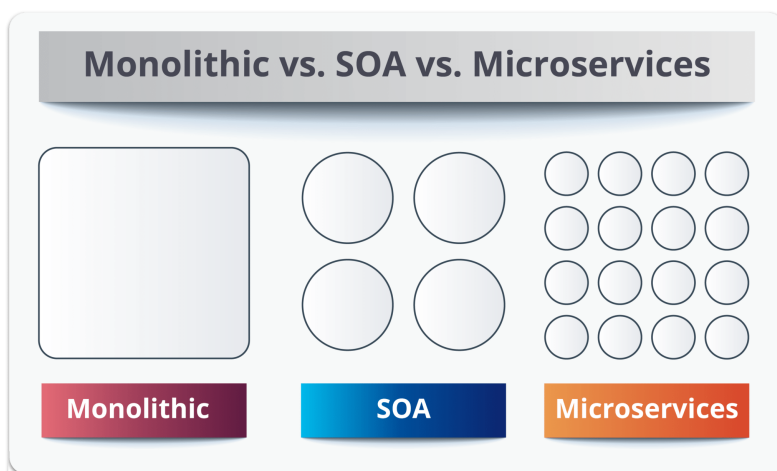 Monolithic vs. SOA vs. Microservices
Monolithic
SOA
Microservices